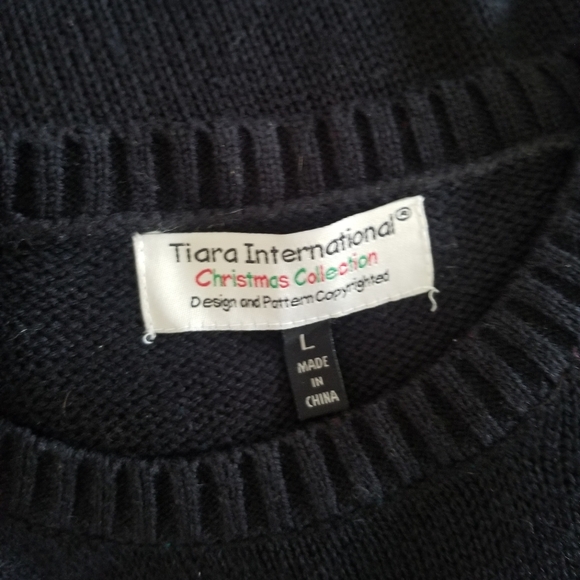 Tiara International®
Christmas Collection
Design and Pattern Copyrighted
L
MADE
IN
CHINA